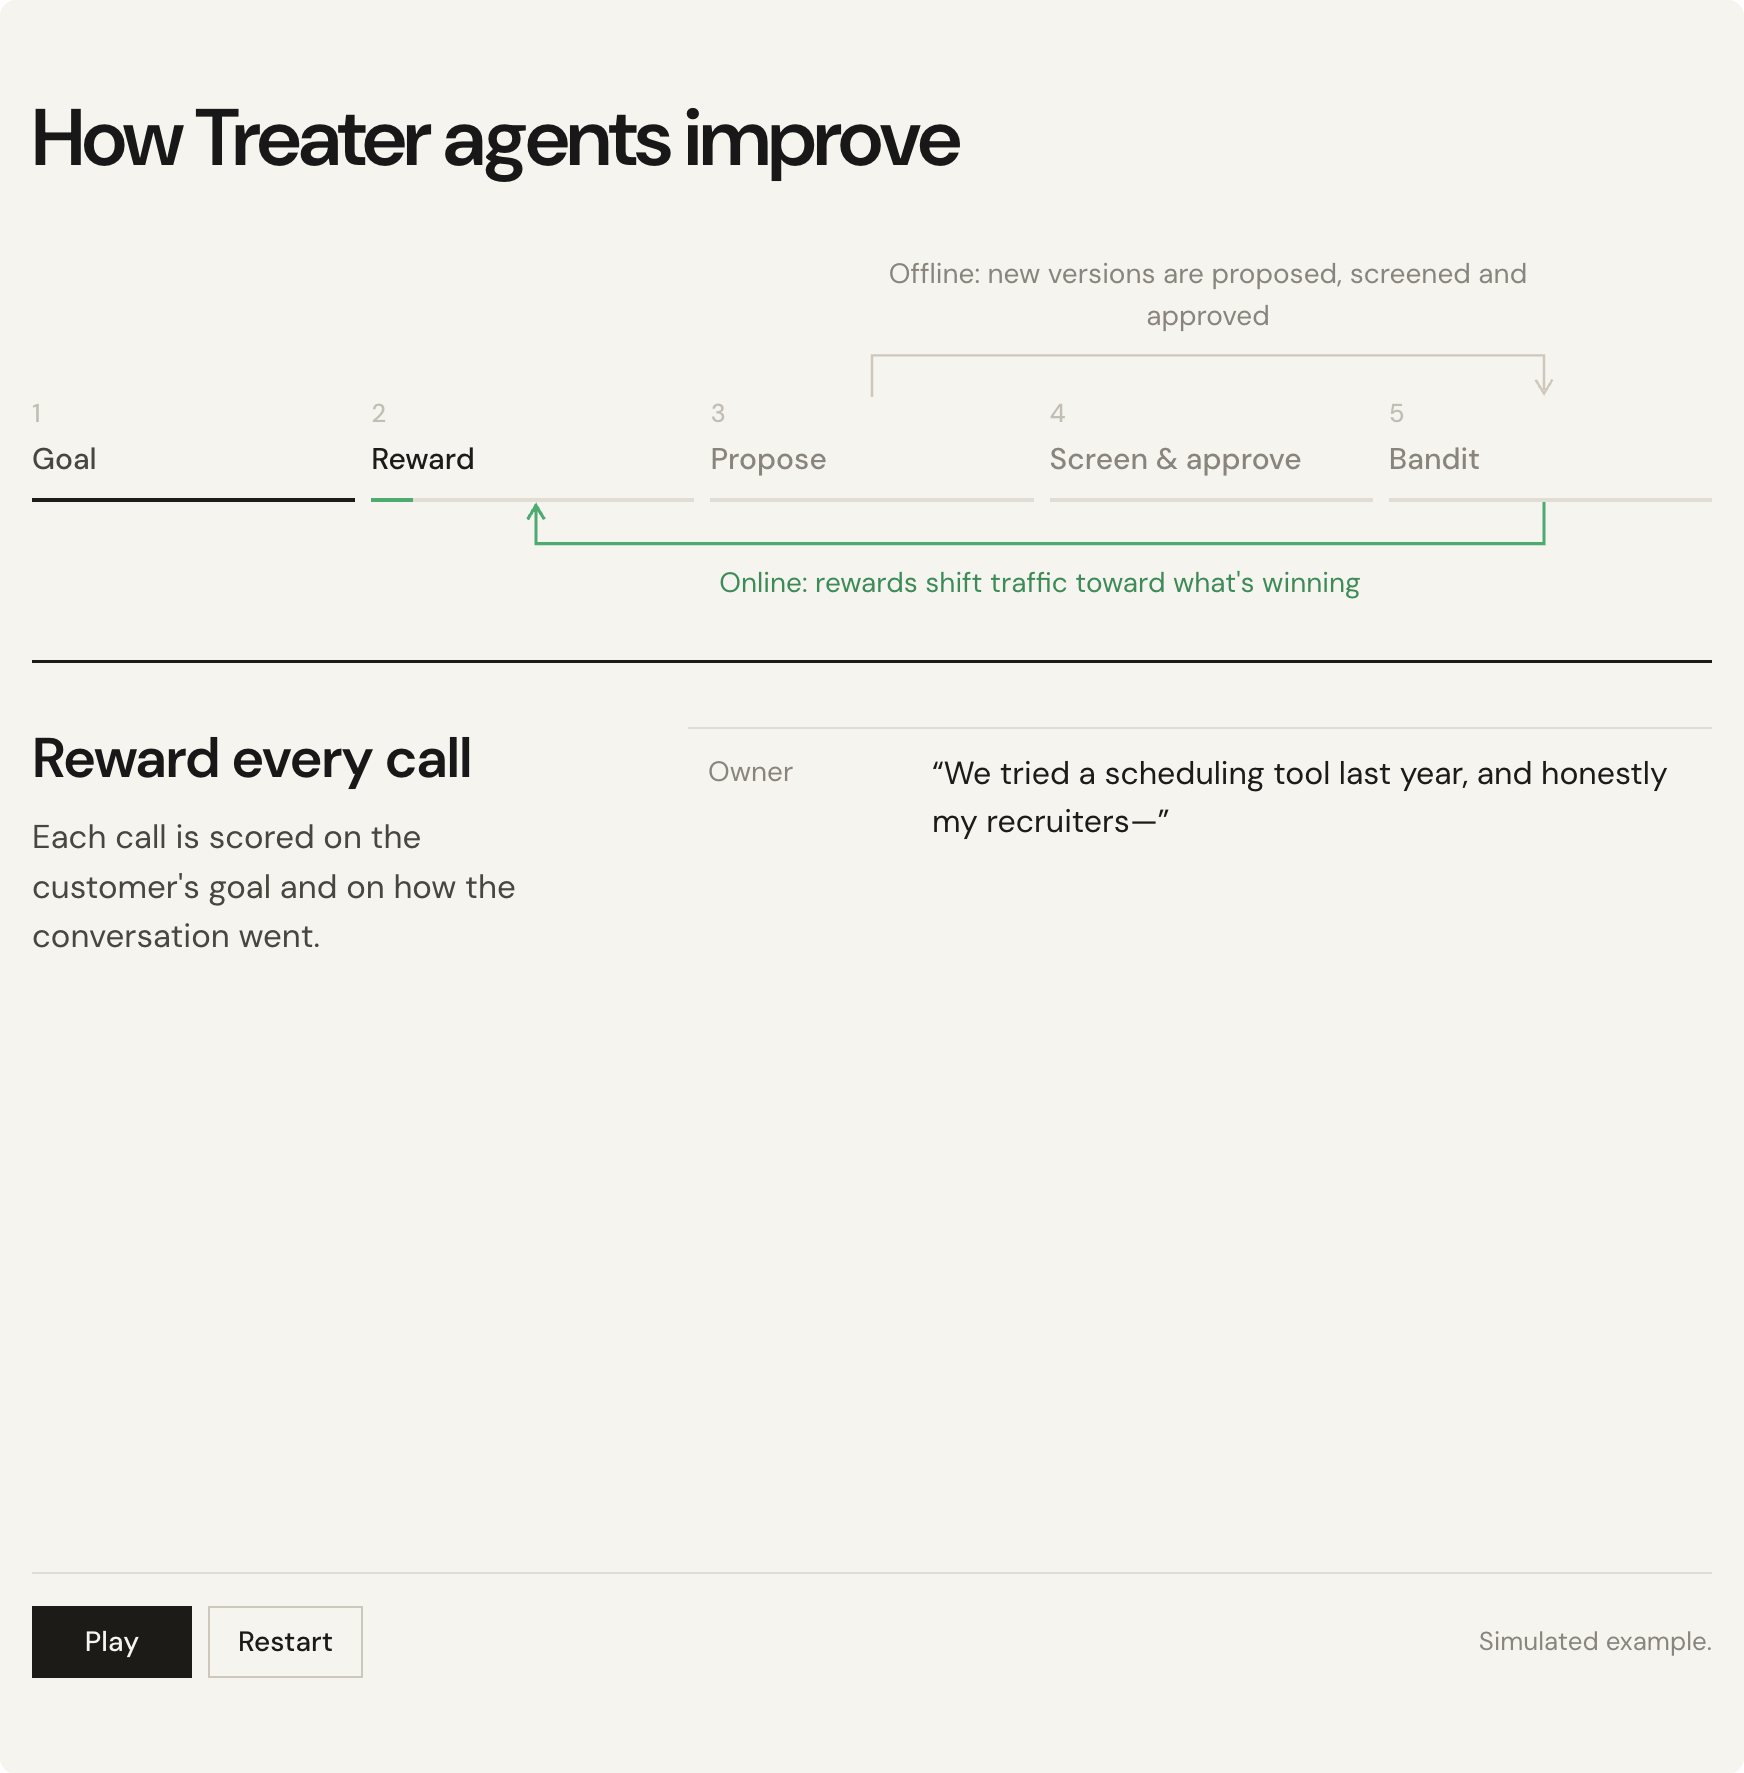 How Treater agents improve
Offline: new versions are proposed, screened and
approved
1
Goal
2
Reward
3
Propose
4
Screen & approve
5
Bandit
Online: rewards shift traffic toward what's winning
Reward every call
Each call is scored on the
customer's goal and on how the
conversation went.
Owner
“We tried a scheduling tool last year, and honestly
my recruiters—”
Play
Restart
Simulated example.